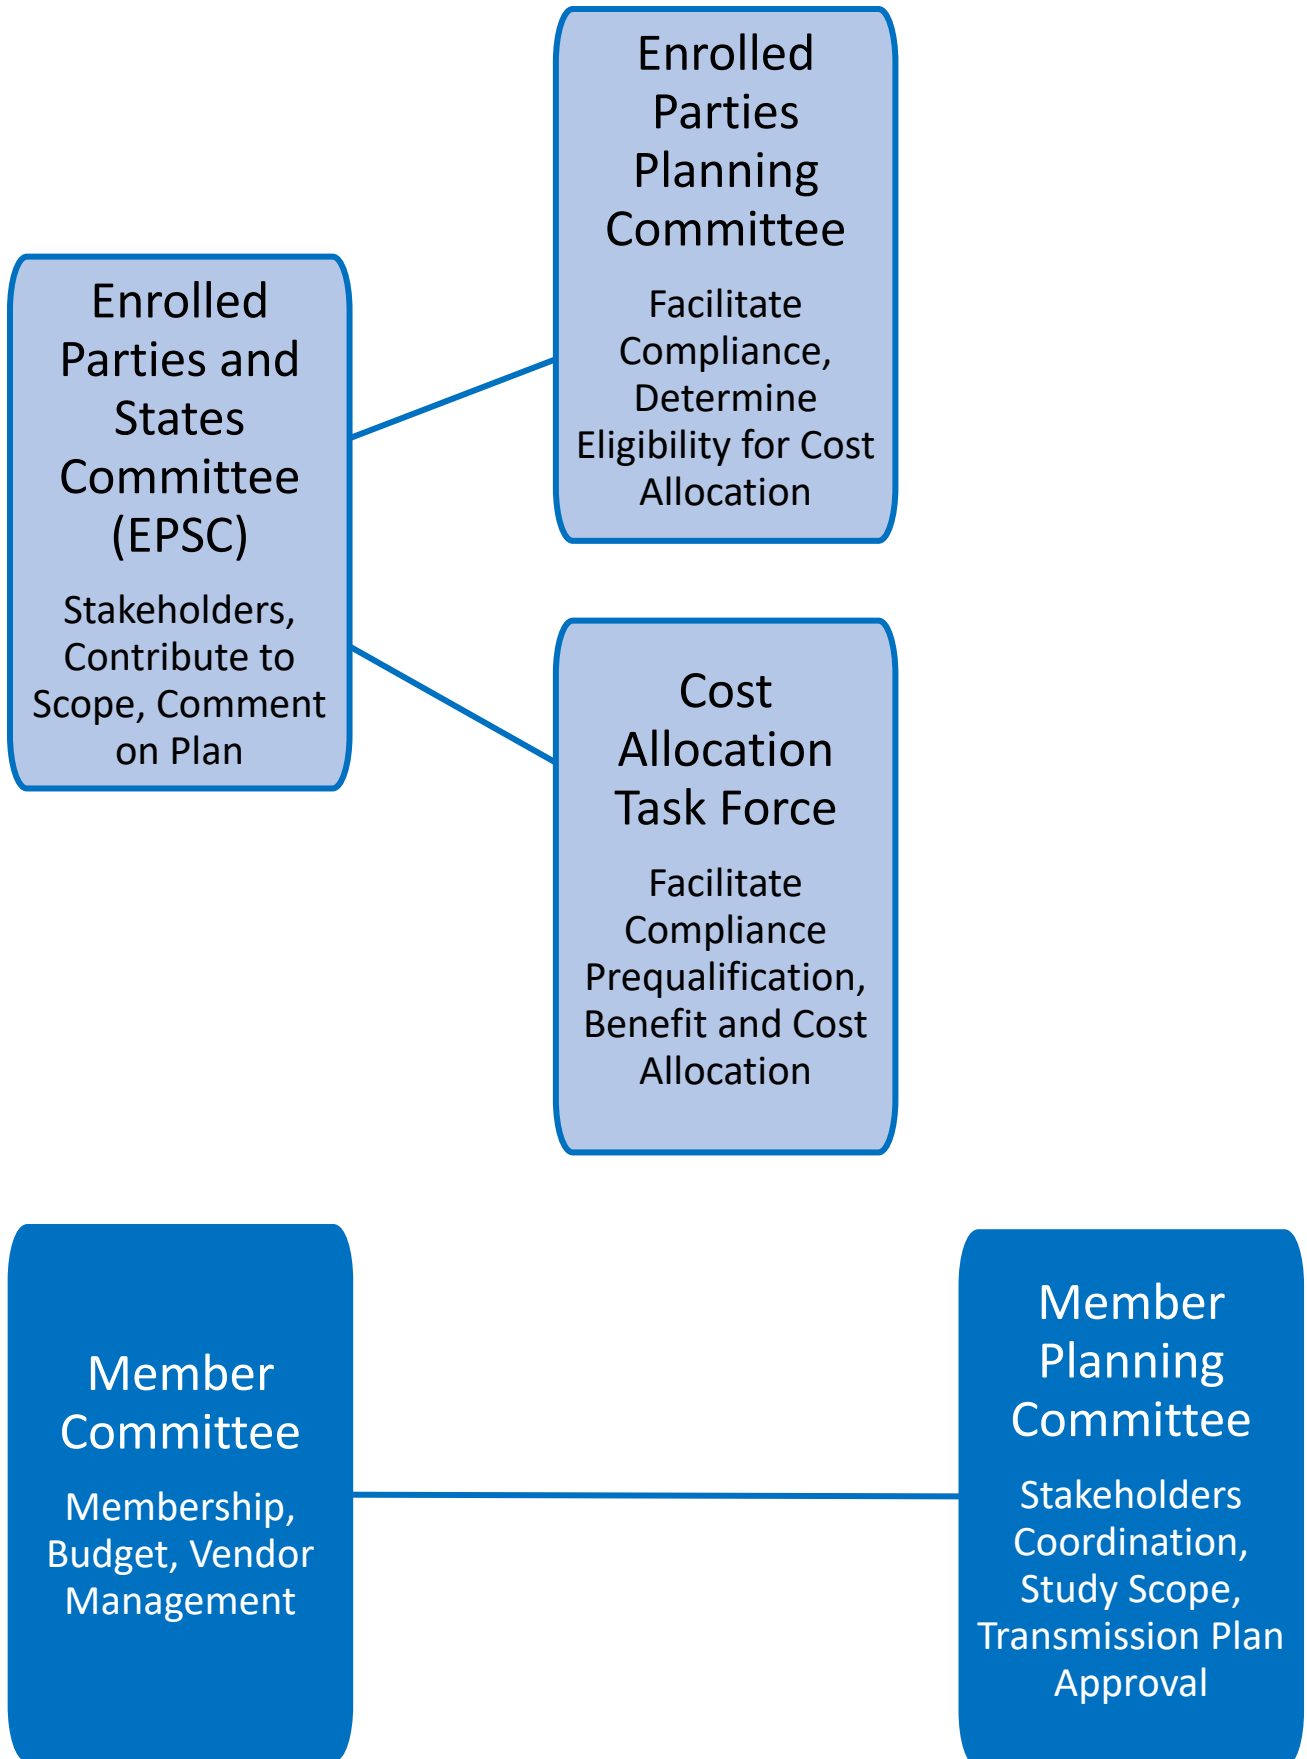 Enrolled
Parties
Planning
Committee
Facilitate
Compliance,
Determine
Eligibility for Cost
Allocation
Enrolled
Parties and
States
Committee
(EPSC)
Stakeholders,
Contribute to
Scope, Comment
on Plan
Cost
Allocation
Task Force
Facilitate
Compliance
Prequalification,
Benefit and Cost
Allocation
Member
Committee
Membership,
Budget, Vendor
Management
Member
Planning
Committee
Stakeholders
Coordination,
Study Scope,
Transmission Plan
Approval